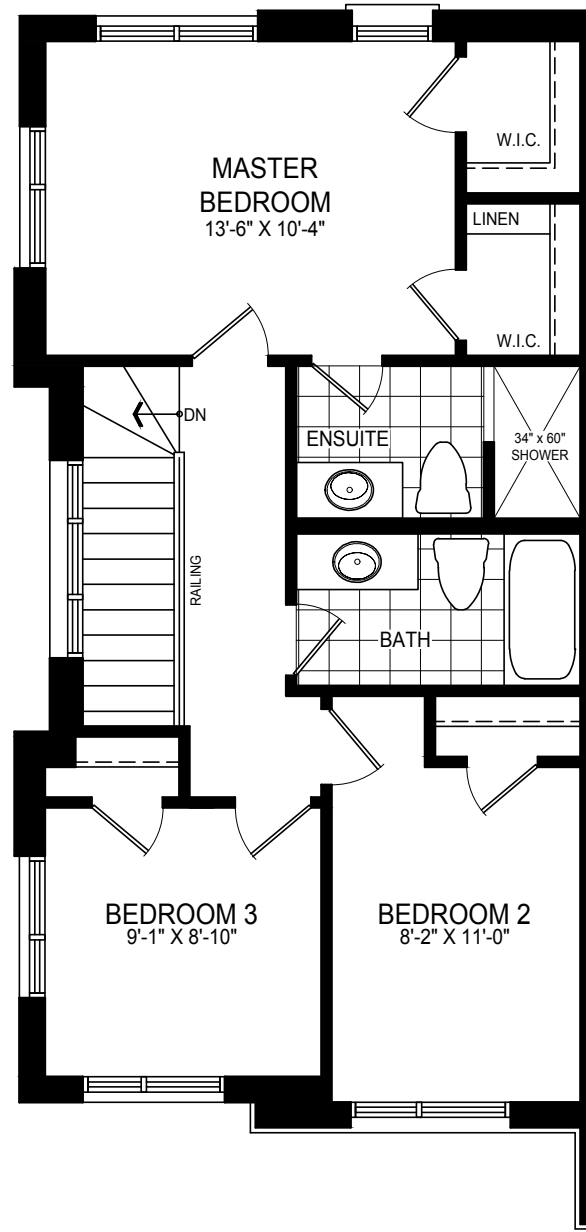 W.I.C.
MASTER
BEDROOM
13'-6" X 10'-4"
LINEN
W.I.C.
DN
ENSUITE
34" x 60"
SHOWER
RAILING
BATH
BEDROOM 3
9'-1" X 8'-10"
BEDROOM 2
8'-2" X 11'-0"